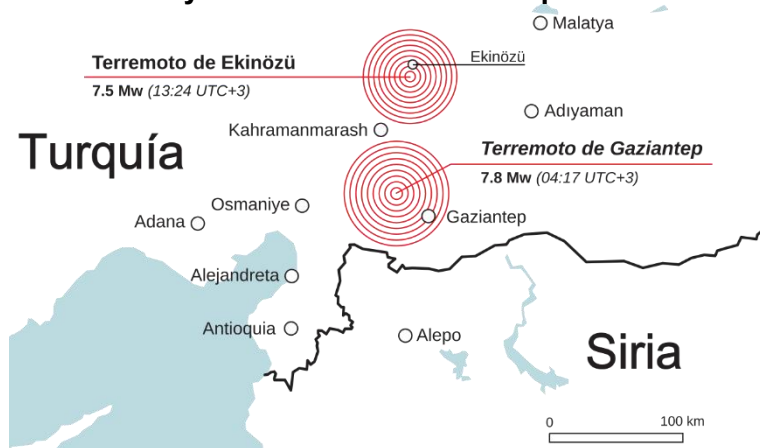 Malatya
Terremoto de Ekinözü
Ekinözü
7.5 Mw (13:24 UTC+3)
Adıyaman
Kahramanmarash
Turquía
Terremoto de Gaziantep
7.8 Mw (04:17 UTC+3)
Osmaniye
Gaziantep
Adana
Alejandreta
Antioquia
Alepo
Siria
0 100 km